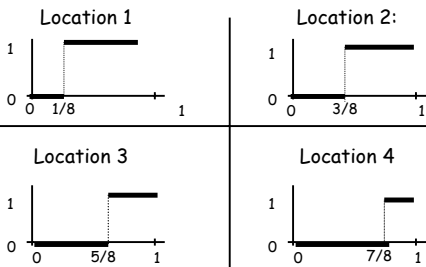 Location 1
1
0
0 1/8 1
Location 2:
1
0
0 3/8 1
Location 3
1
0
0 5/8 1
Location 4
1
0
0 7/8 1